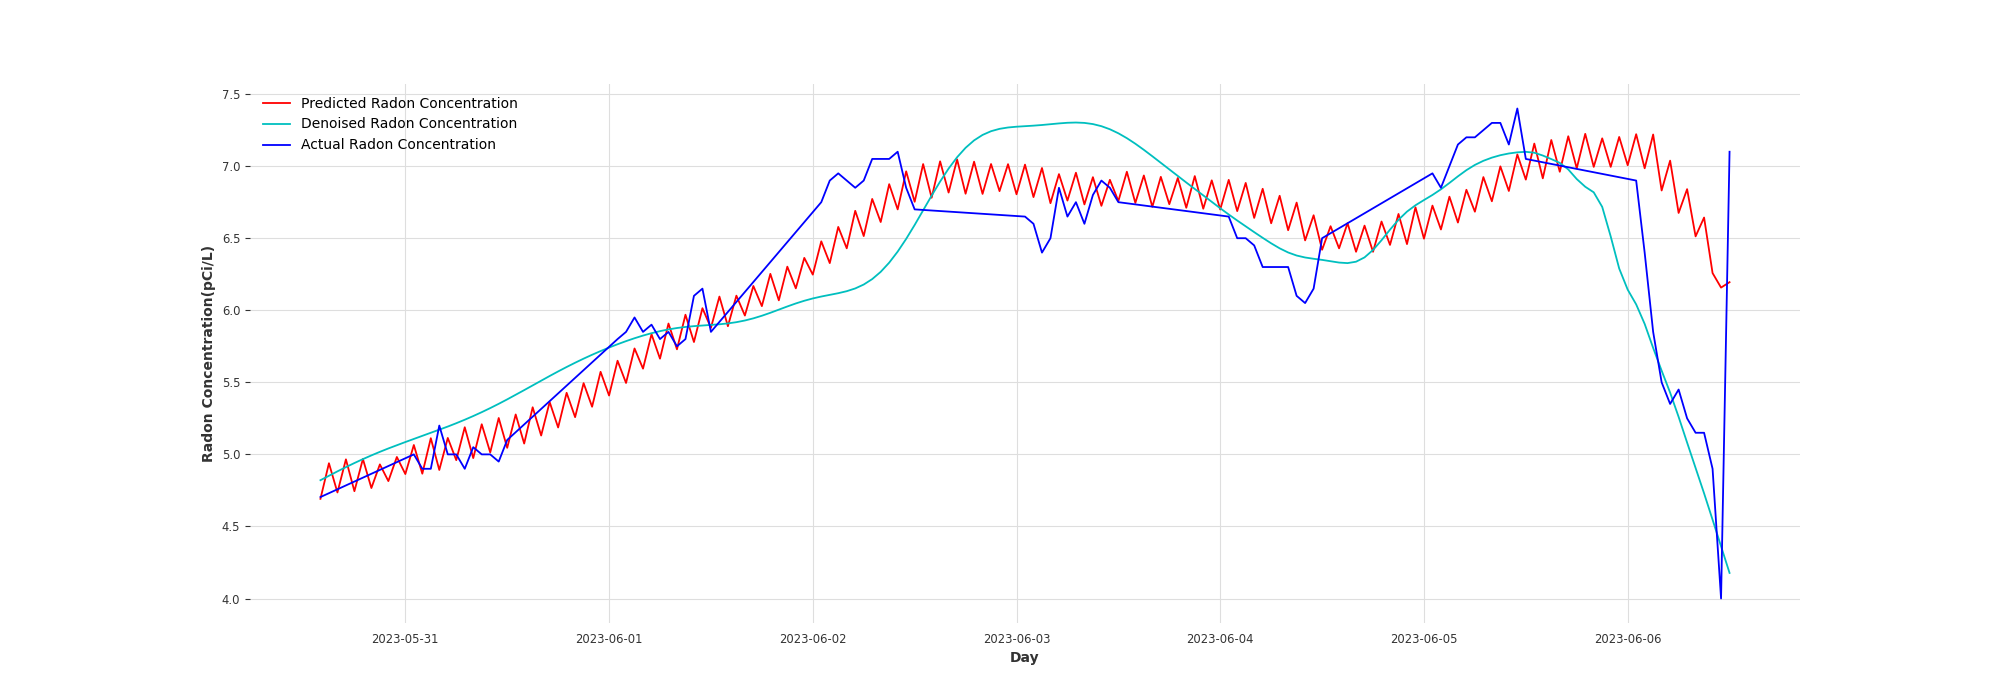 Predicted Radon Concentration
Denoised Radon Concentration
Actual Radon Concentration
Radon Concentration(pCi/L)
7.5
7.0
6.5
6.0
5.5
5.0
4.5
4.0
2023-05-31 2023-06-01 2023-06-02 2023-06-03 2023-06-04 2023-06-05 2023-06-06
Day